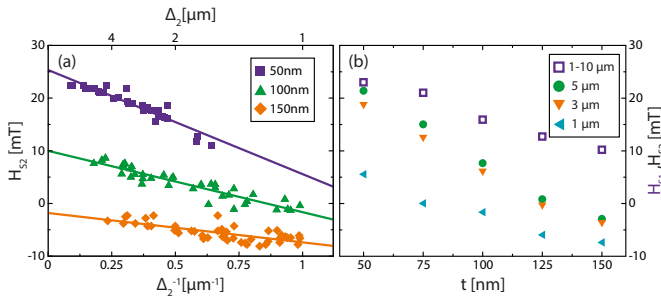 Δ2[µm]
4 2 1
(a)
50nm
100nm
150nm
30
20
10
0
-10
HS2 [mT]
0 0.25 0.5 0.75 1
Δ2-1[µm-1]
(b)
1-10 µm
5 µm
3 µm
1 µm
30
20
10
0
-10
[mT]
50 75 100 125 150
t [nm]